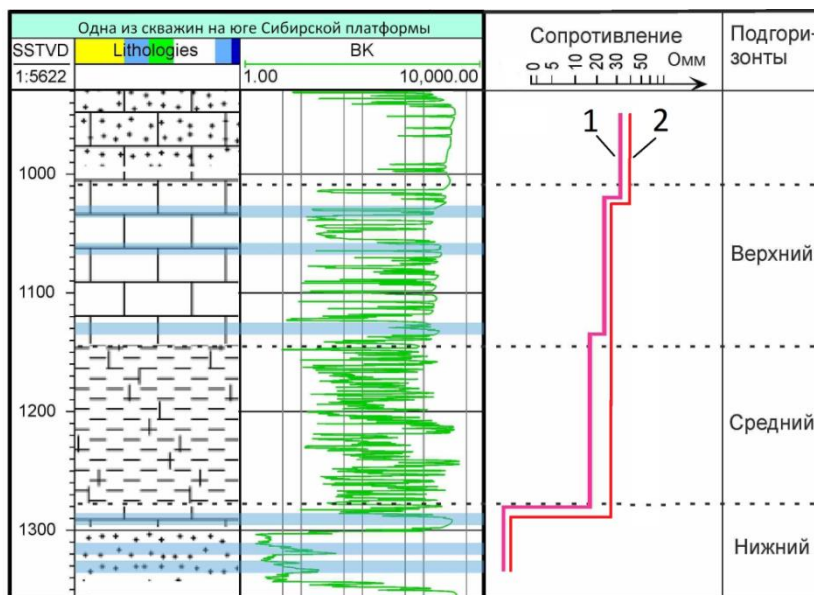 Одна из скважин на юге Сибирской платформы
SSTVD
1:5622
Lithologies
БК
1.00 10,000.00
Сопротивление
0 5 10 20 30 50 Омм
Подгори-
зонты
1 2
1000
1100
1200
1300
Верхний
Средний
Нижний